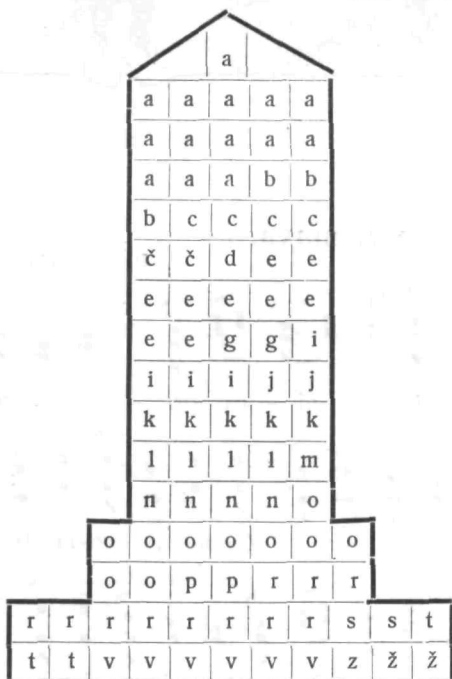 a
a a a a a
a a a a a
a a a b b
b c c c c
č č d e e
e e e e e
e e g g i
i i i j j
k k k k k
l l l l m
n n n n o
o o o o o o o
o o p p r r r
r r r r r r r r s s t
t t v v v v v v z ž ž